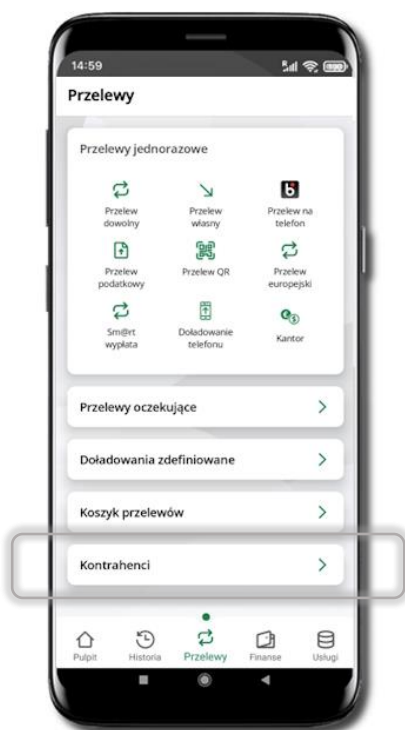 14:59
Przelewy
Przelewy jednorazowe
Przelew
dowolny
Przelew
własny
Przelew na
telefon
Przelew
podatkowy
Przelew QR
Przelew
europejski
Sm@rt
wypłata
Doładowanie
telefonu
Kantor
Przelewy oczekujące
Doładowania zdefiniowane
Koszyk przelewów
Kontrahenci
Pulpit
Historia
Przelewy
Finanse
Usługi